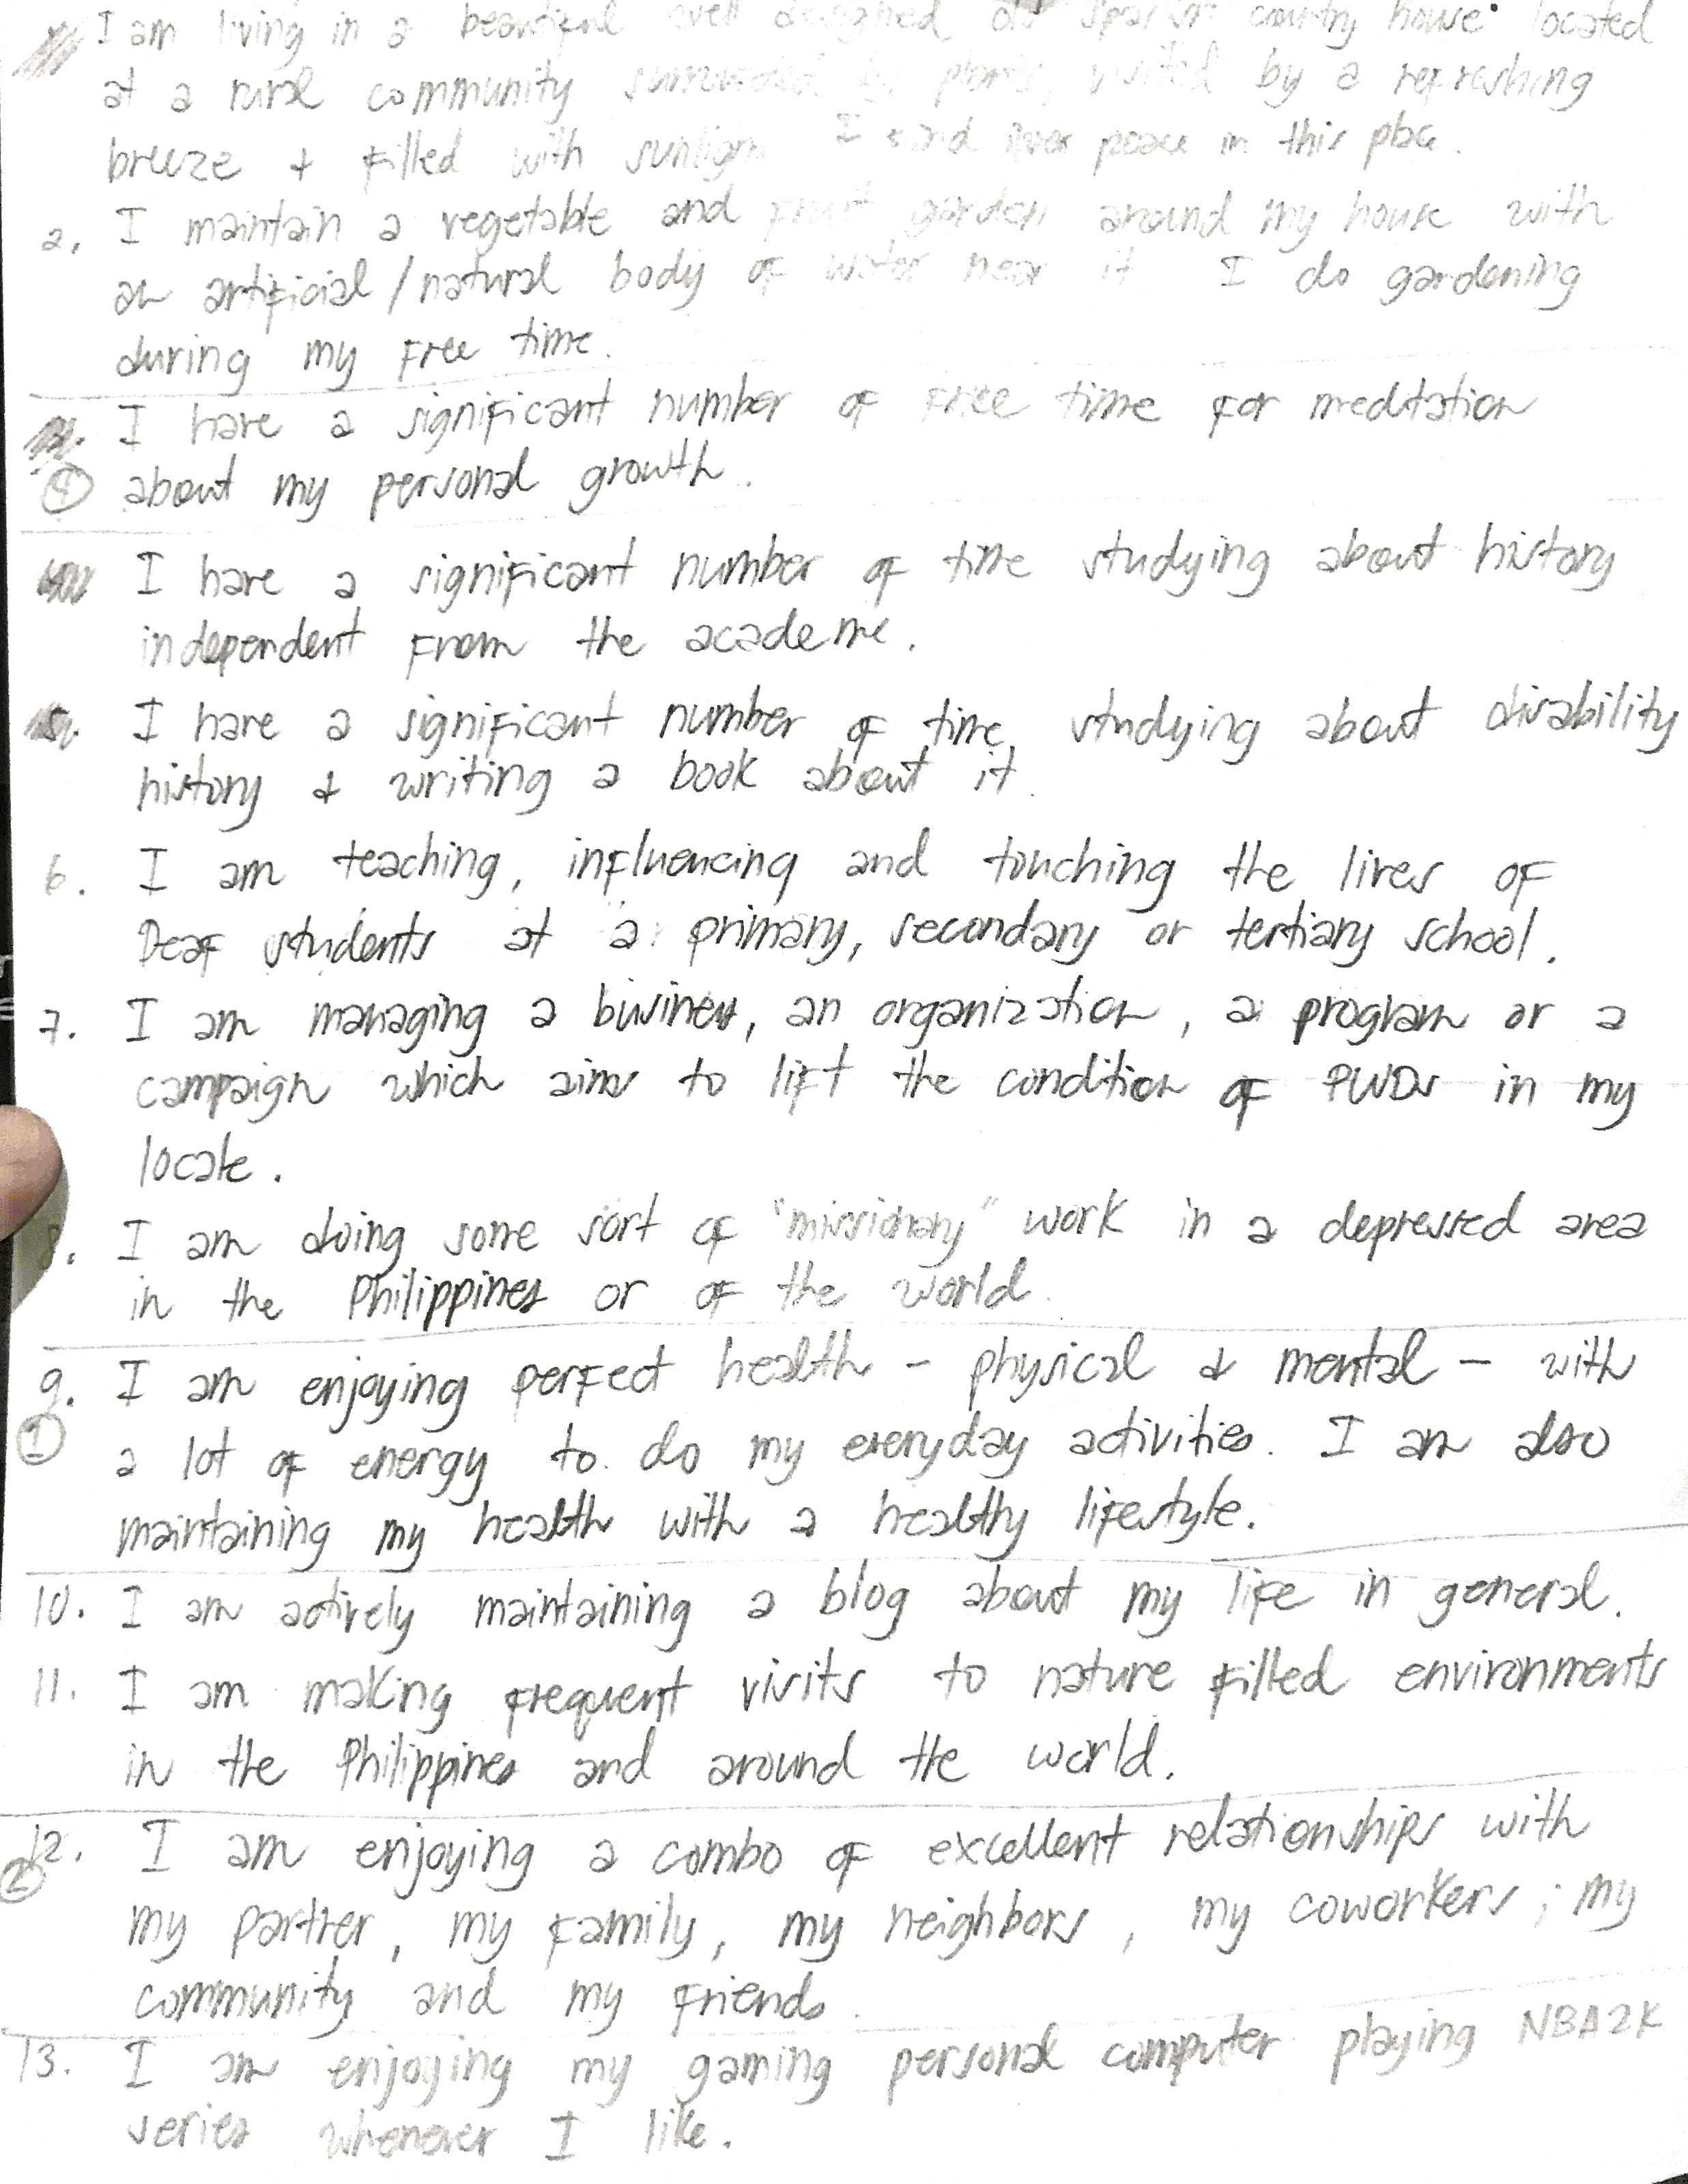 I am living in a beautiful well designed old Spanish country house located
at a rural community surrounded by plants, visited by a refreshing
breeze & filled with sunlight I find inner peace in this place.
2. I maintain a vegetable and fruit garden around my house with
an artificial/natural body of water near it I do gardening
during my free time.
I have a significant number of free time for meditation
④ about my personal growth.
I have a significant number of time studying about history
independent from the academe.
5. I have a significant number of time studying about disability
history & writing a book about it.
6. I am teaching, influencing and touching the lives of
Deaf students at a primary, secondary or tertiary school.
7. I am managing a business, an organization, a program or a
campaign which aims to lift the condition of PWDs in my
locale.
8. I am doing some sort of "missionary" work in a depressed area
in the Philippines or of the world.
9. I am enjoying perfect health - physical & mental - with
① a lot of energy to do my everyday activities. I am also
maintaining my health with a healthy lifestyle.
10. I am actively maintaining a blog about my life in general.
11. I am making frequent visits to nature filled environments
in the Philippines and around the world.
12. I am enjoying a combo of excellent relationships with
② my partner, my family, my neighbors, my coworkers; my
community and my friends.
13. I am enjoying my gaming personal computer playing NBA2K
series whenever I like.